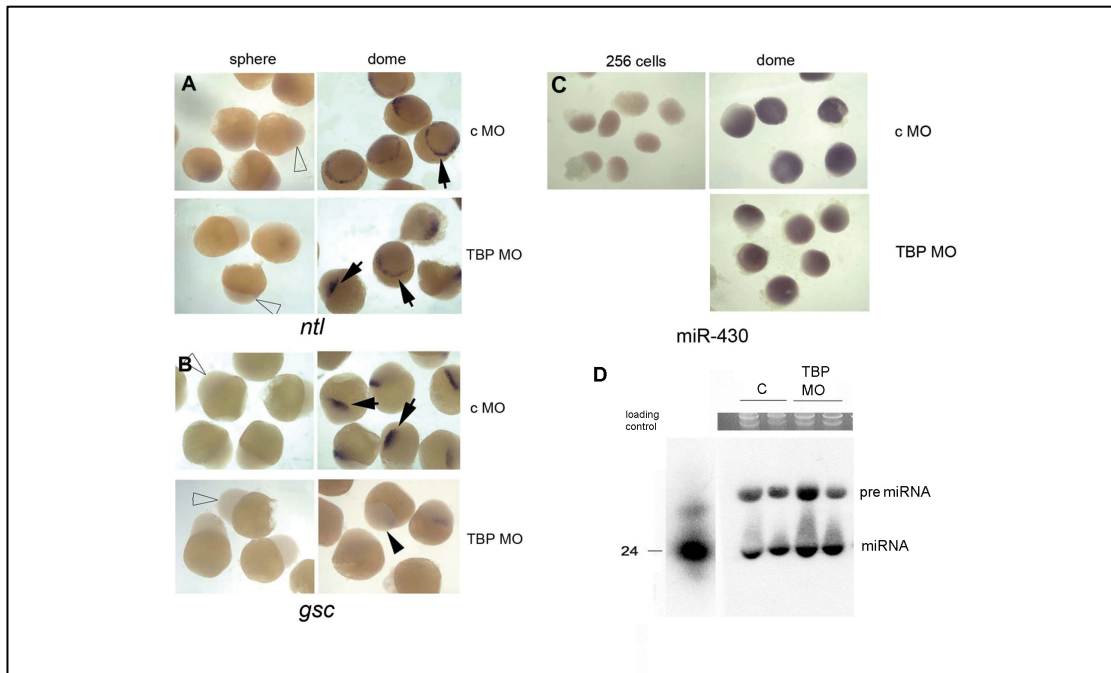 sphere dome
A
c MO
TBP MO
ntl
B
c MO
TBP MO
gsc
256 cells dome
C
c MO
TBP MO
miR-430
D
C
TBP
MO
loading
control
pre miRNA
24
miRNA